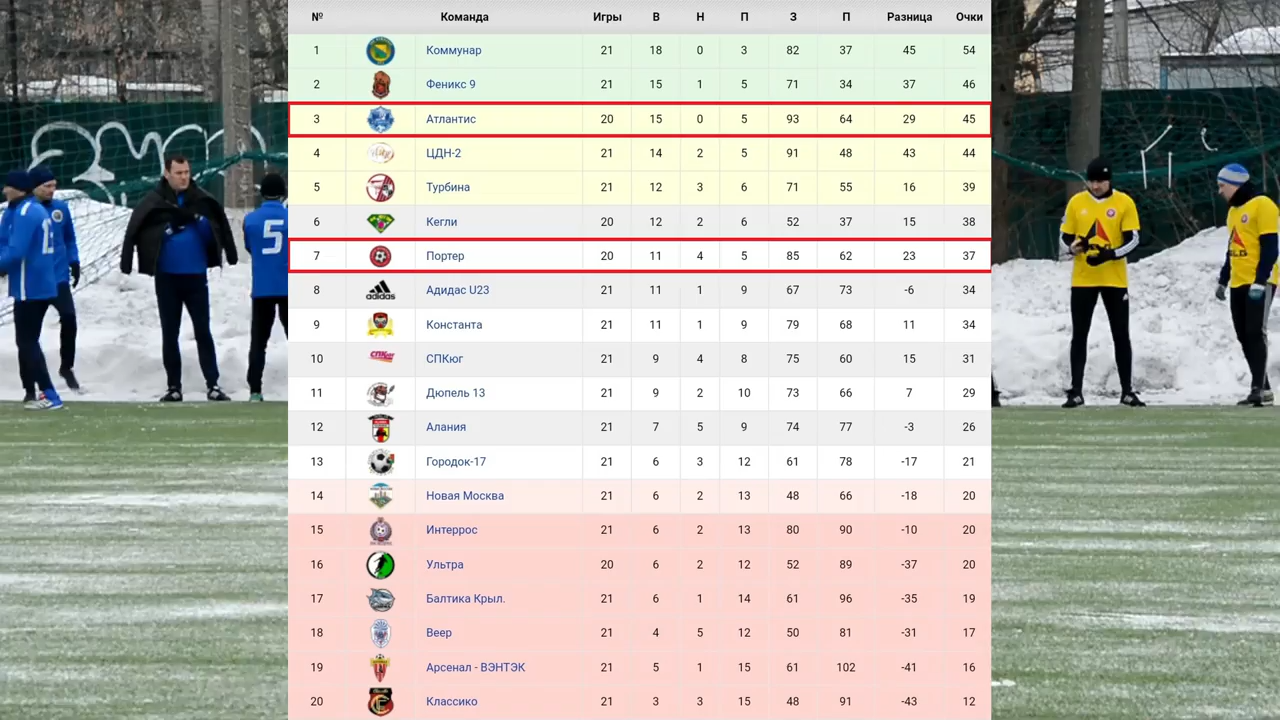 № Команда Игры В Н П З П Разница Очки
1 Коммунар 21 18 0 3 82 37 45 54
2 Феникс 9 21 15 1 5 71 34 37 46
3 Атлантис 20 15 0 5 93 64 29 45
4 ЦДН-2 21 14 2 5 91 48 43 44
5 Турбина 21 12 3 6 71 55 16 39
6 Кегли 20 12 2 6 52 37 15 38
7 Портер 20 11 4 5 85 62 23 37
8 adidas Адидас U23 21 11 1 9 67 73 -6 34
9 Константа 21 11 1 9 79 68 11 34
10 СПКюг 21 9 4 8 75 60 15 31
11 Дюпель 13 21 9 2 10 73 66 7 29
12 Алания 21 7 5 9 74 77 -3 26
13 Городок-17 21 6 3 12 61 78 -17 21
14 Новая Москва 21 6 2 13 48 66 -18 20
15 Интеррос 21 6 2 13 80 90 -10 20
16 Ультра 20 6 2 12 52 89 -37 20
17 Балтика Крыл. 21 6 1 14 61 96 -35 19
18 Веер 21 4 5 12 50 81 -31 17
19 Арсенал - ВЭНТЭК 21 5 1 15 61 102 -41 16
20 Классико 21 3 3 15 48 91 -43 12
5